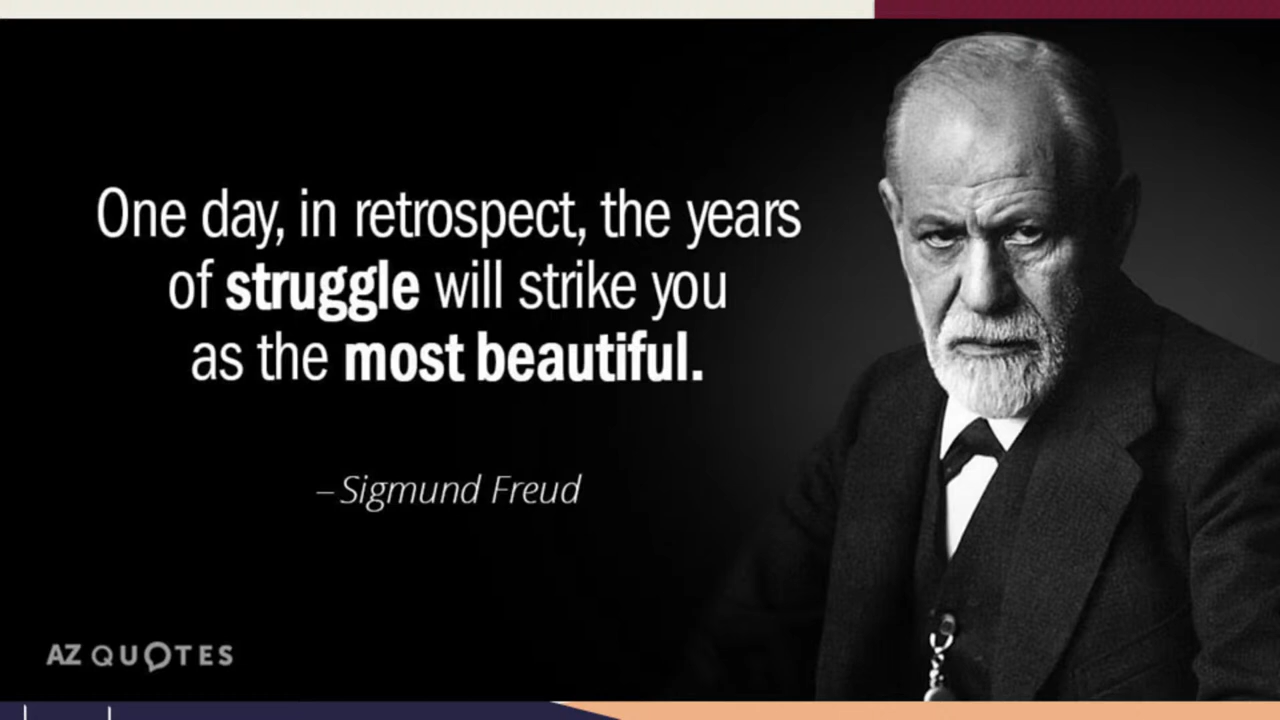 One day, in retrospect, the years
of struggle will strike you
as the most beautiful.
– Sigmund Freud
AZ QUOTES